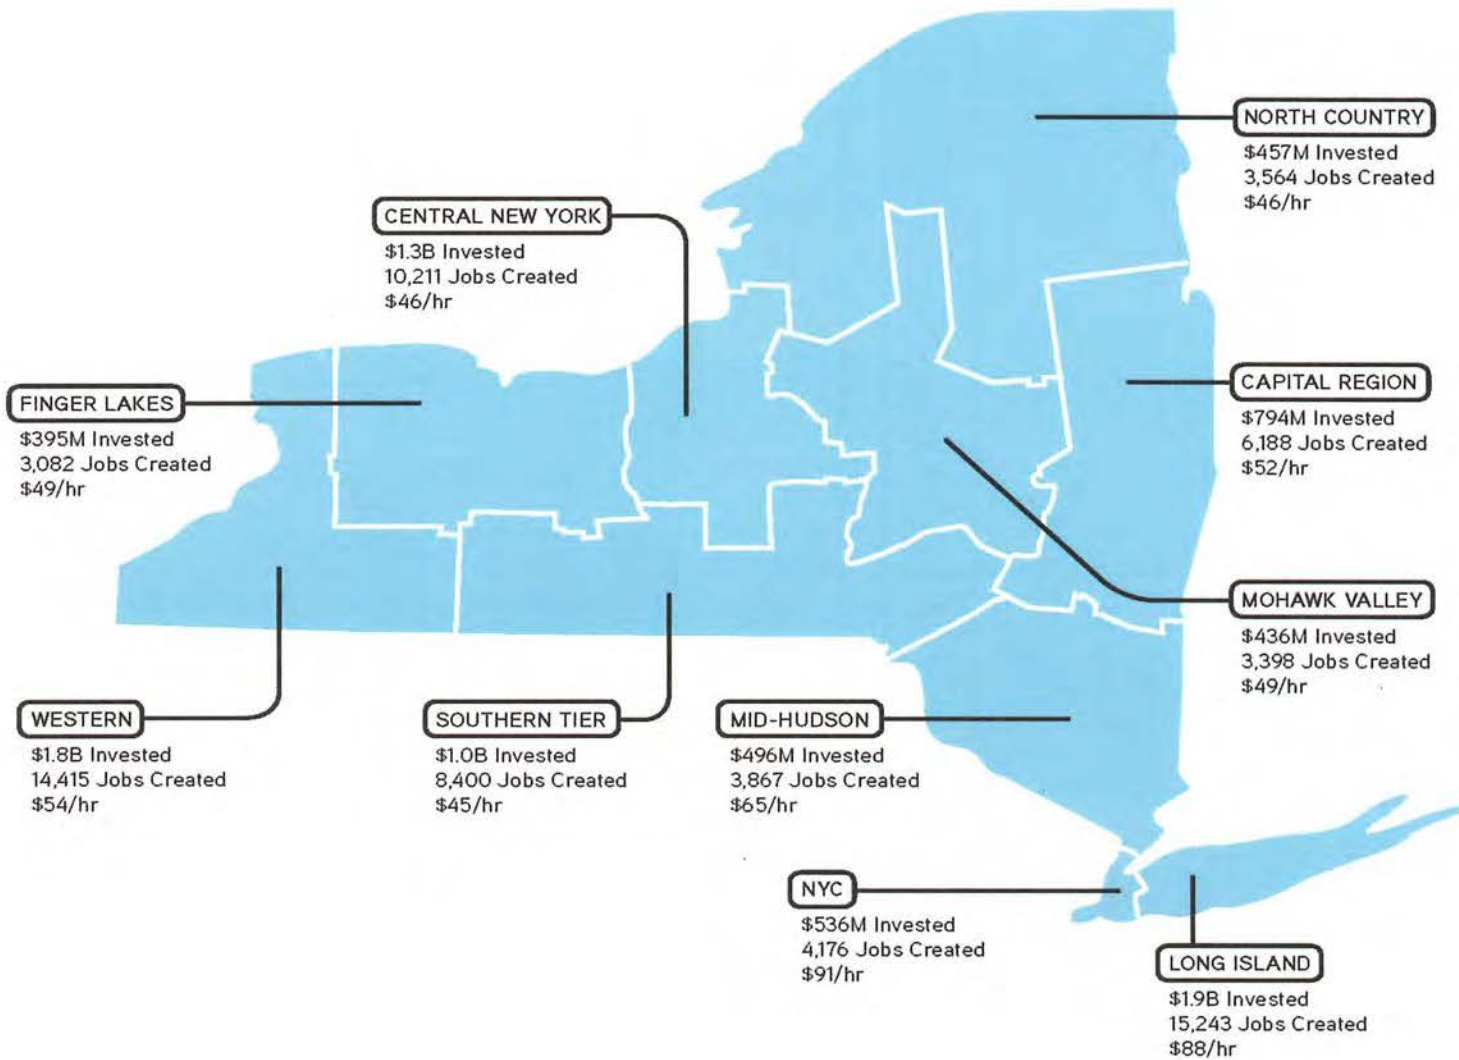 NORTH COUNTRY
$457M Invested
3,564 Jobs Created
$46/hr
CENTRAL NEW YORK
$1.3B Invested
10,211 Jobs Created
$46/hr
FINGER LAKES
$395M Invested
3,082 Jobs Created
$49/hr
CAPITAL REGION
$794M Invested
6,188 Jobs Created
$52/hr
MOHAWK VALLEY
$436M Invested
3,398 Jobs Created
$49/hr
WESTERN
$1.8B Invested
14,415 Jobs Created
$54/hr
SOUTHERN TIER
$1.0B Invested
8,400 Jobs Created
$45/hr
MID-HUDSON
$496M Invested
3,867 Jobs Created
$65/hr
NYC
$536M Invested
4,176 Jobs Created
$91/hr
LONG ISLAND
$1.9B Invested
15,243 Jobs Created
$88/hr